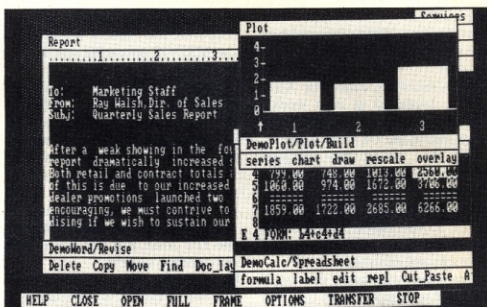 Services
Report
1 2 3
To: Marketing Staff
From: Ray Walsh,Dir. of Sales
Subj: Quarterly Sales Report
After a weak showing in the fou
report dramatically increased s
Both retail and contract totals a
of this is due to our increased
dealer promotions launched two
encouraging, we must contrive to
dising if we wish to sustain our
DemoWord/Revise
Delete Copy Move Find Doc_lay
Plot
4-
3-
2-
1-
0
1 2 3
DemoPlot/Plot/Build
series chart draw rescale overlay
4 799.00 748.00 1013.00 2560.00
5 1060.00 974.00 1672.00 3706.00
6 ====== ====== ====== ======
7 1859.00 1722.00 2685.00 6266.00
8
E 4 FORM: b4+c4+d4
DemoCalc/Spreadsheet
formula label edit repl Cut_Paste A
HELP CLOSE OPEN FULL FRAME OPTIONS TRANSFER STOP